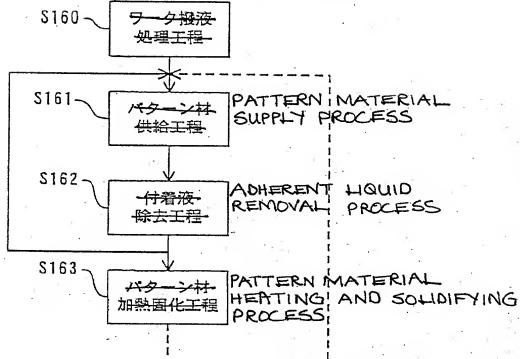 S160
ワーク撥液
処理工程
S161
パターン材
供給工程
PATTERN MATERIAL
SUPPLY PROCESS
S162
付着液
除去工程
ADHERENT LIQUID
REMOVAL PROCESS
S163
パターン材
加熱固化工程
PATTERN MATERIAL
HEATING AND SOLIDIFYING
PROCESS